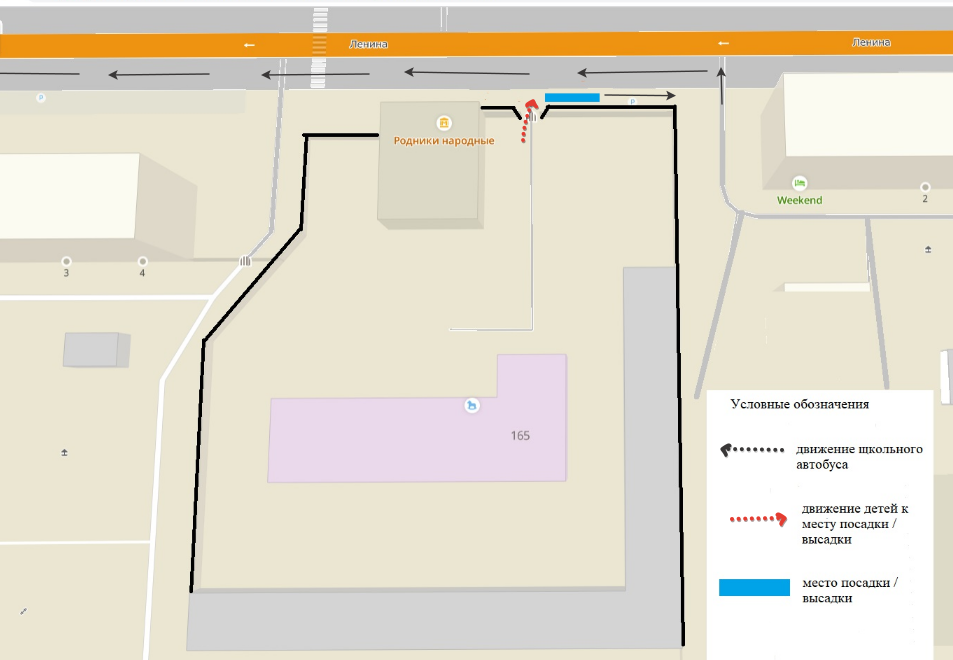 Ленина
Ленина
P
P
Родники народные
Weekend
2
3
4
165
Условные обозначения
движение щкольного
автобуса
движение детей к
месту посадки /
высадки
место посадки /
высадки